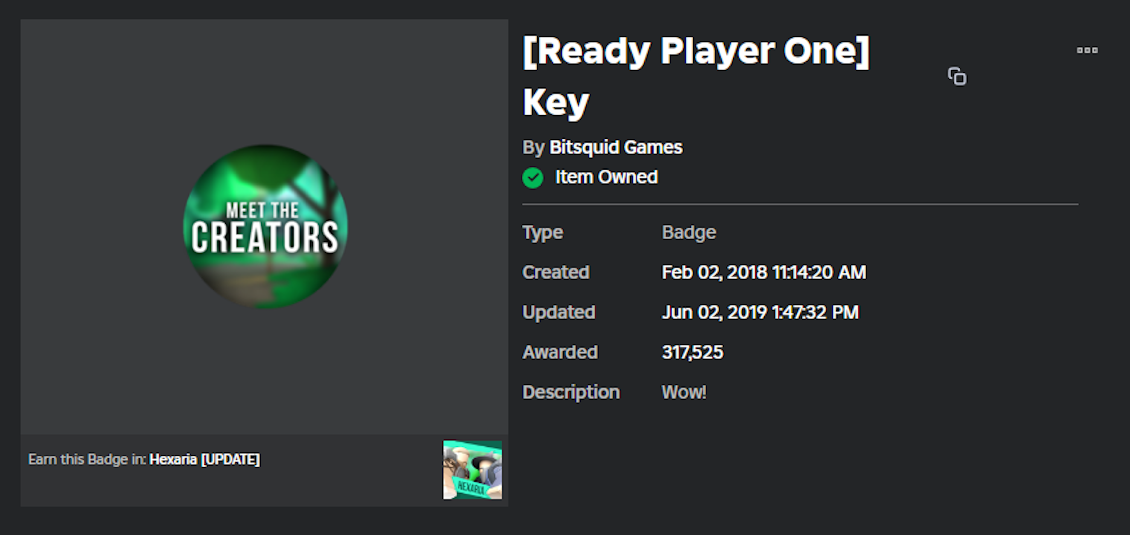 MEET THE
CREATORS
Earn this Badge in: Hexaria [UPDATE]
HEXARIA
[Ready Player One]
Key
By Bitsquid Games
Item Owned
Type Badge
Created Feb 02, 2018 11:14:20 AM
Updated Jun 02, 2019 1:47:32 PM
Awarded 317,525
Description Wow!